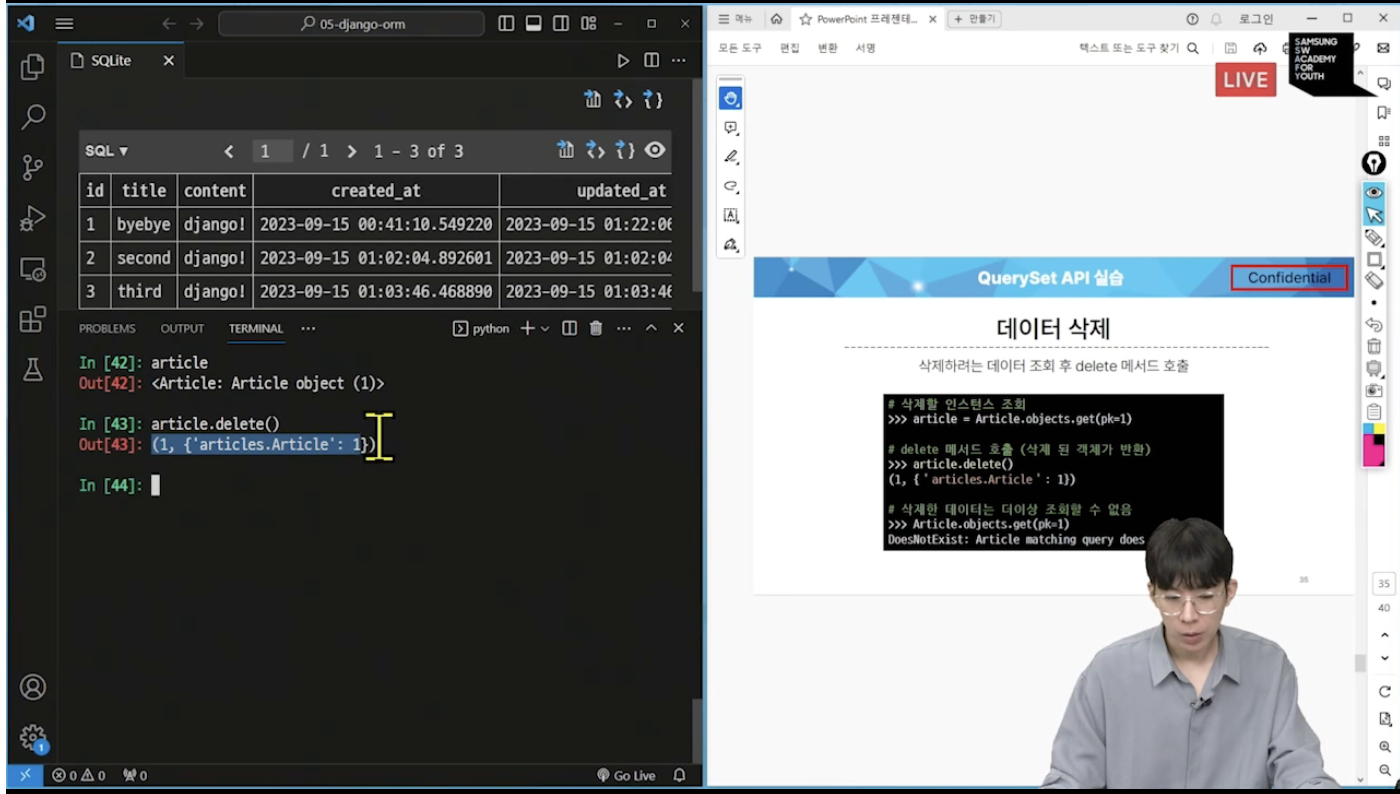 05-django-orm
SQLite
SQL ▼
1 / 1
1 - 3 of 3
id title content created_at updated_at
1 byebye django! 2023-09-15 00:41:10.549220 2023-09-15 01:22:06
2 second django! 2023-09-15 01:02:04.892601 2023-09-15 01:02:04
3 third django! 2023-09-15 01:03:46.468890 2023-09-15 01:03:46
PROBLEMS OUTPUT TERMINAL ··· python
In [42]: article
Out[42]: <Article: Article object (1)>
In [43]: article.delete()
Out[43]: (1, {'articles.Article': 1})
In [44]:
1
0 0 0 Go Live
메뉴 PowerPoint 프레젠테... + 만들기 로그인
모든 도구 편집 변환 서명 텍스트 또는 도구 찾기
LIVE
SAMSUNG
SW
ACADEMY
FOR
YOUTH
QuerySet API 실습
Confidential
데이터 삭제
삭제하려는 데이터 조회 후 delete 메서드 호출
# 삭제할 인스턴스 조회
>>> article = Article.objects.get(pk=1)
# delete 메서드 호출 (삭제 된 객체가 반환)
>>> article.delete()
(1, {'articles.Article': 1})
# 삭제한 데이터는 더이상 조회할 수 없음
>>> Article.objects.get(pk=1)
DoesNotExist: Article matching query does
35
35
40